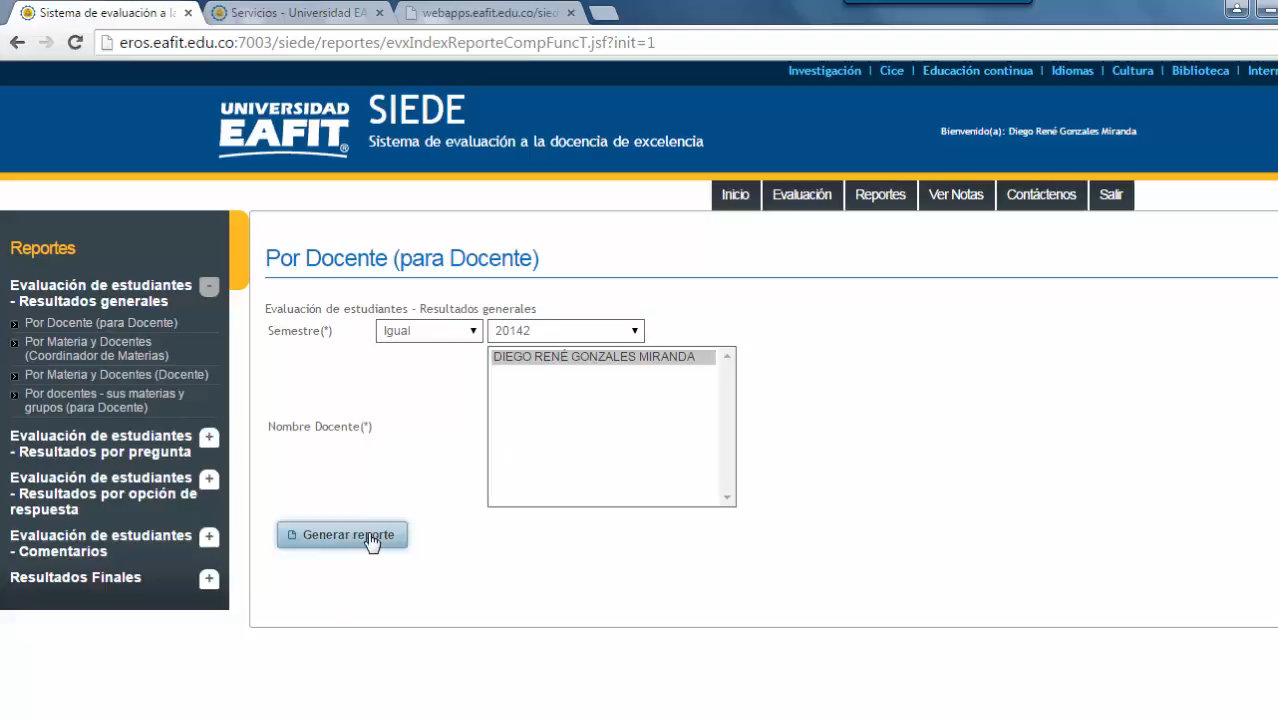 Sistema de evaluación a la
Servicios - Universidad EA
webapps.eafit.edu.co/sied
eros.eafit.edu.co:7003/siede/reportes/evxIndexReporteCompFuncT.jsf?init=1
Investigación | Cice | Educación continua | Idiomas | Cultura | Biblioteca | Intern
UNIVERSIDAD
EAFIT®
SIEDE
Sistema de evaluación a la docencia de excelencia
Bienvenido(a): Diego René Gonzales Miranda
Inicio Evaluación Reportes Ver Notas Contáctenos Salir
Reportes
Evaluación de estudiantes
- Resultados generales
-
Por Docente (para Docente)
Por Materia y Docentes
(Coordinador de Materias)
Por Materia y Docentes (Docente)
Por docentes - sus materias y
grupos (para Docente)
Evaluación de estudiantes
- Resultados por pregunta
+
Evaluación de estudiantes
- Resultados por opción de
respuesta
+
Evaluación de estudiantes
- Comentarios
+
Resultados Finales
+
Por Docente (para Docente)
Evaluación de estudiantes - Resultados generales
Semestre(*) Igual 20142
DIEGO RENÉ GONZALES MIRANDA
Nombre Docente(*)
Generar reporte